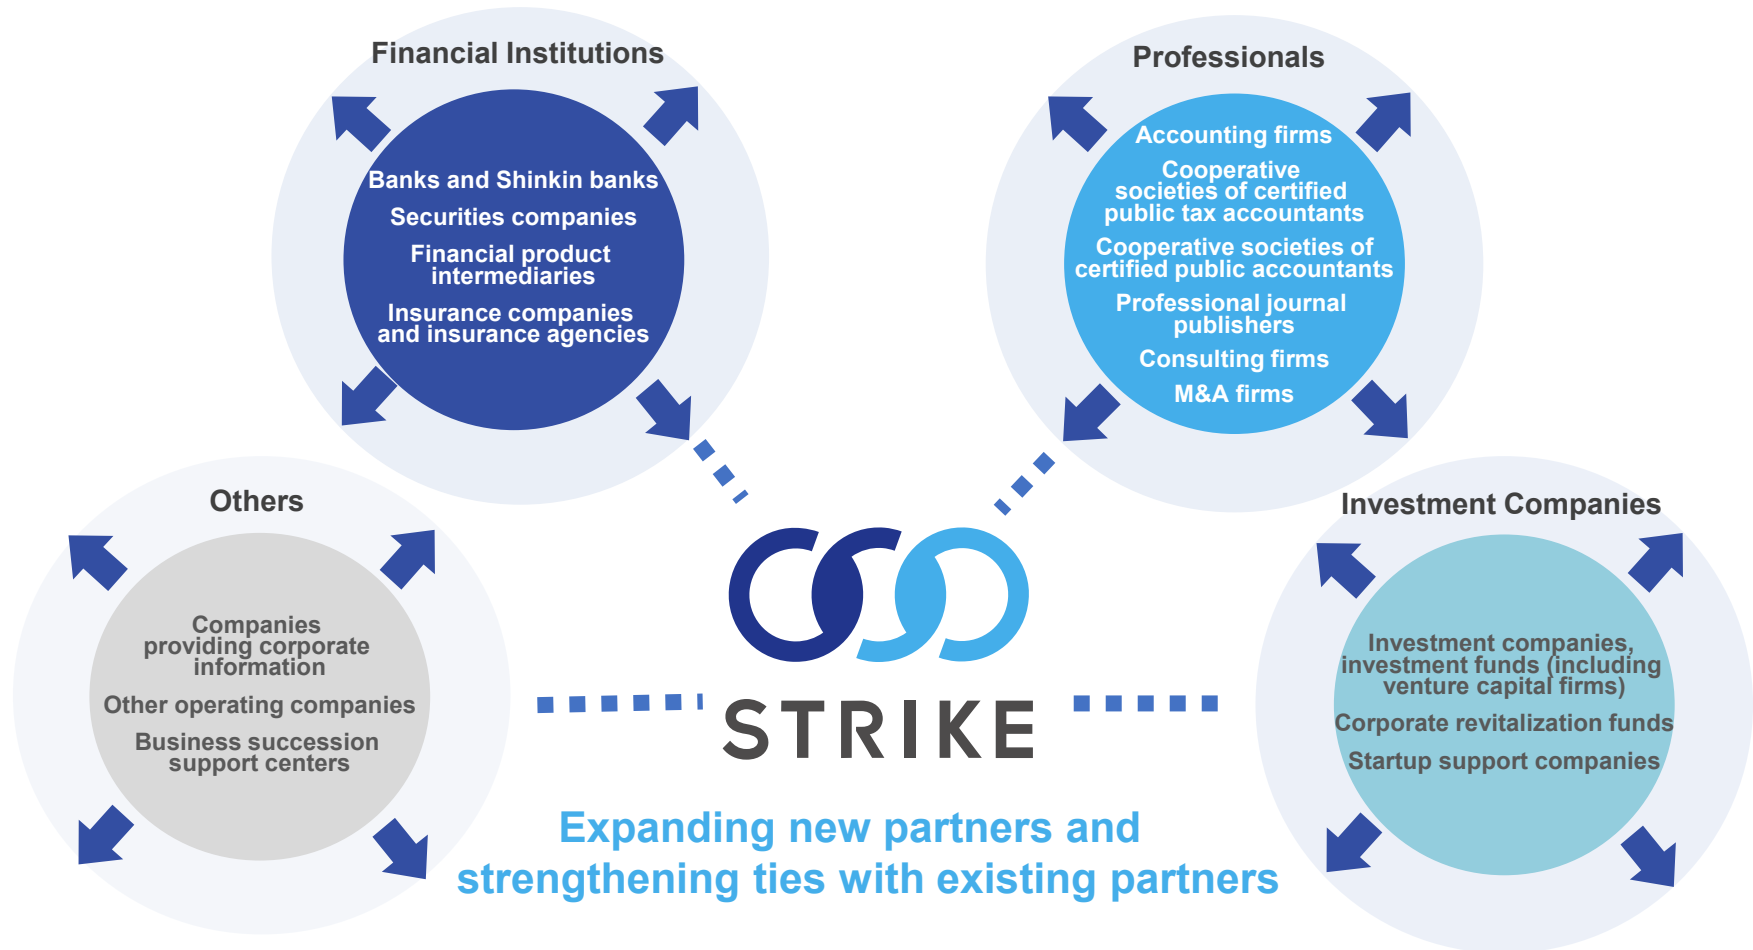 Financial Institutions
Banks and Shinkin banks
Securities companies
Financial product
intermediaries
Insurance companies
and insurance agencies
Professionals
Accounting firms
Cooperative
societies of certified
public tax accountants
Cooperative societies of
certified public accountants
Professional journal
publishers
Consulting firms
M&A firms
Others
Companies
providing corporate
information
Other operating companies
Business succession
support centers
STRIKE
Investment Companies
Investment companies,
investment funds (including
venture capital firms)
Corporate revitalization funds
Startup support companies
Expanding new partners and
strengthening ties with existing partners